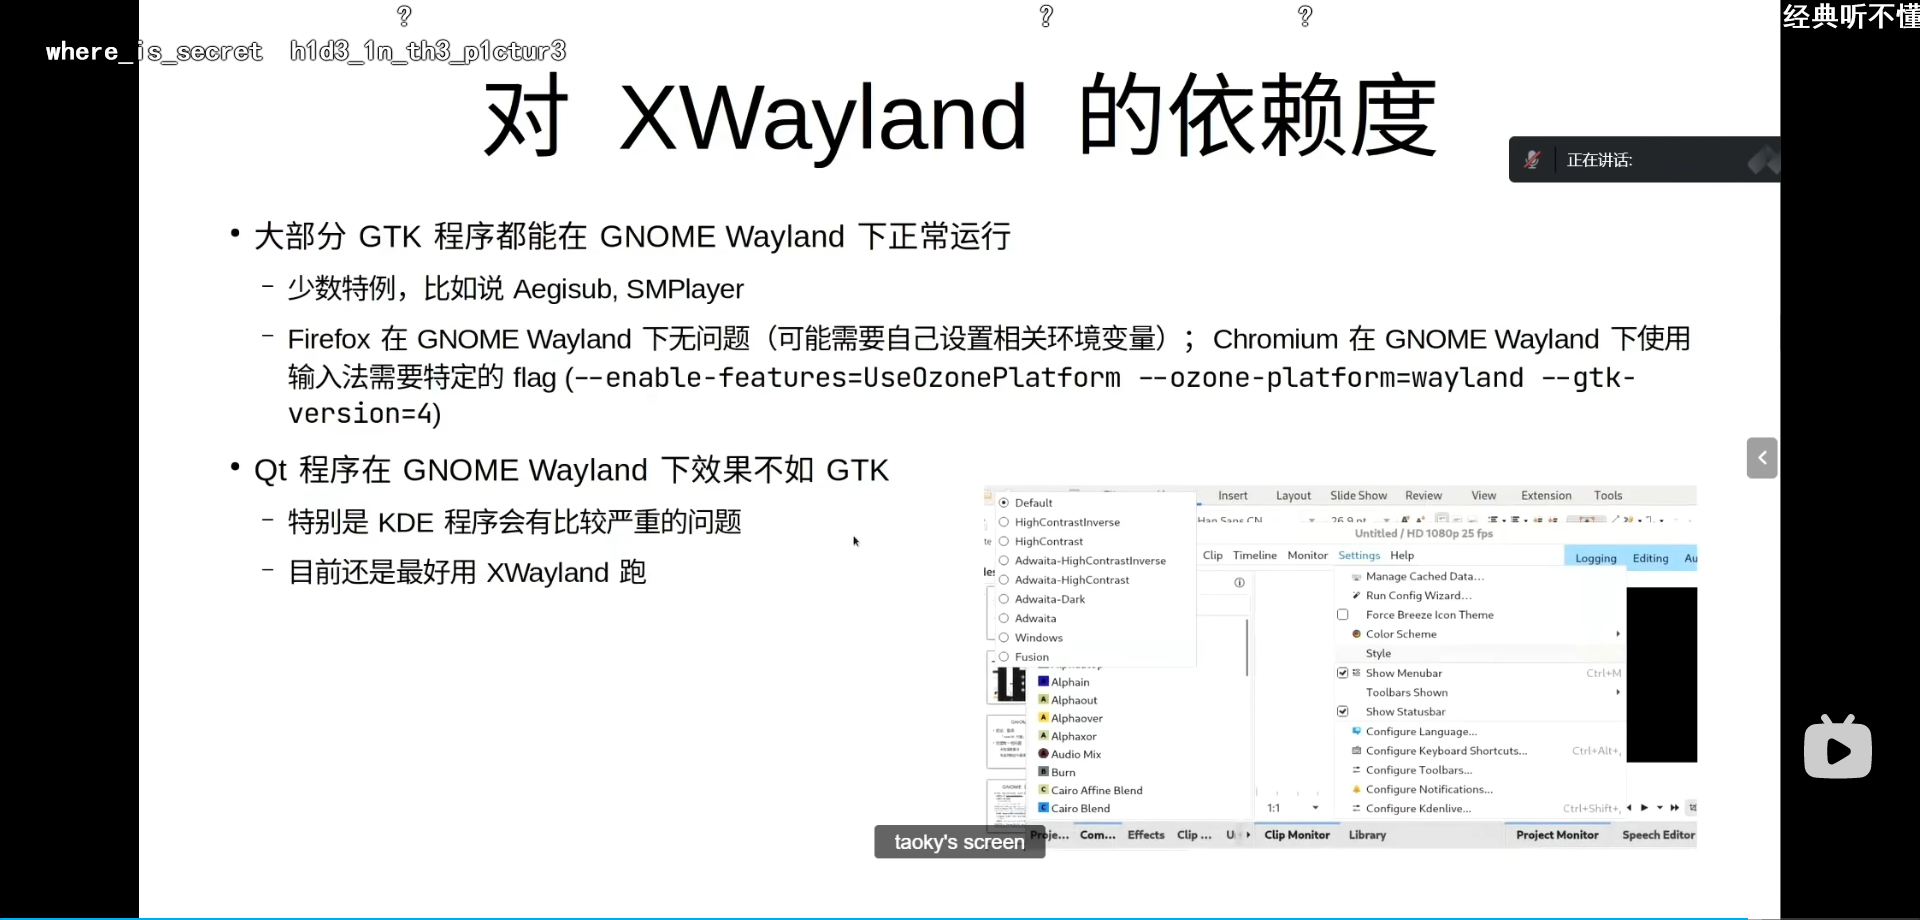 ? ? ?
经典听不懂
where_is_secret h1d3_1n_th3_p1ctur3
对 XWayland 的依赖度
正在讲话:
• 大部分 GTK 程序都能在 GNOME Wayland 下正常运行
– 少数特例，比如说 Aegisub, SMPlayer
– Firefox 在 GNOME Wayland 下无问题（可能需要自己设置相关环境变量）；Chromium 在 GNOME Wayland 下使用
输入法需要特定的 flag (--enable-features=UseOzonePlatform --ozone-platform=wayland --gtk-
version=4)
• Qt 程序在 GNOME Wayland 下效果不如 GTK
– 特别是 KDE 程序会有比较严重的问题
– 目前还是最好用 XWayland 跑
Insert Layout Slide Show Review View Extension Tools
Default
HighContrastInverse
HighContrast
Adwaita-HighContrastInverse
Adwaita-HighContrast
Adwaita-Dark
Adwaita
Windows
Fusion
Alphain
Alphaout
Alphaover
Alphaxor
Audio Mix
Burn
Cairo Affine Blend
Cairo Blend
Untitled / HD 1080p 25 fps
Clip Timeline Monitor Settings Help
Logging Editing
Manage Cached Data...
Run Config Wizard...
Force Breeze Icon Theme
Color Scheme
Style
Show Menubar Ctrl+M
Toolbars Shown
Show Statusbar
Configure Language...
Configure Keyboard Shortcuts... Ctrl+Alt+,
Configure Toolbars...
Configure Notifications...
Configure Kdenlive... Ctrl+Shift+,
1:1
Proje... Com... Effects Clip ... Clip Monitor Library Project Monitor Speech Editor
taoky's screen